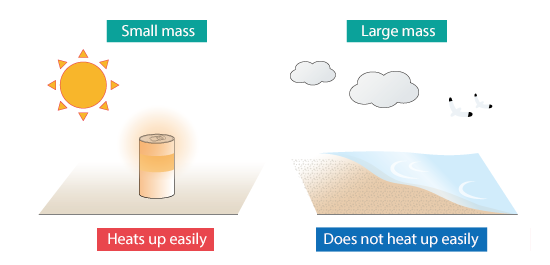 Small mass
Large mass
Heats up easily
Does not heat up easily